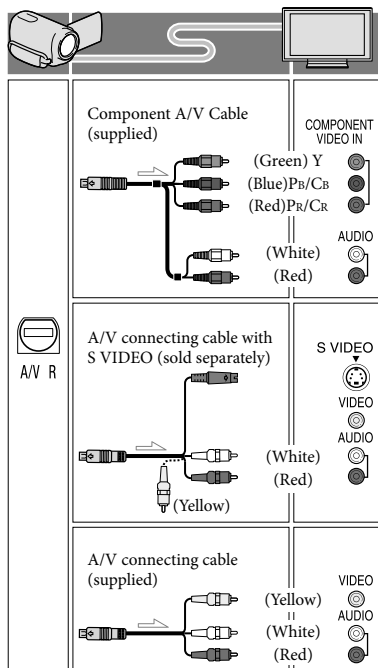 Component A/V Cable
(supplied)
COMPONENT
VIDEO IN
(Green) Y
(Blue)PB/CB
(Red)PR/CR
AUDIO
(White)
(Red)
A/V R
A/V connecting cable with
S VIDEO (sold separately)
S VIDEO
VIDEO
AUDIO
(White)
(Red)
(Yellow)
A/V connecting cable
(supplied)
VIDEO
(Yellow)
AUDIO
(White)
(Red)